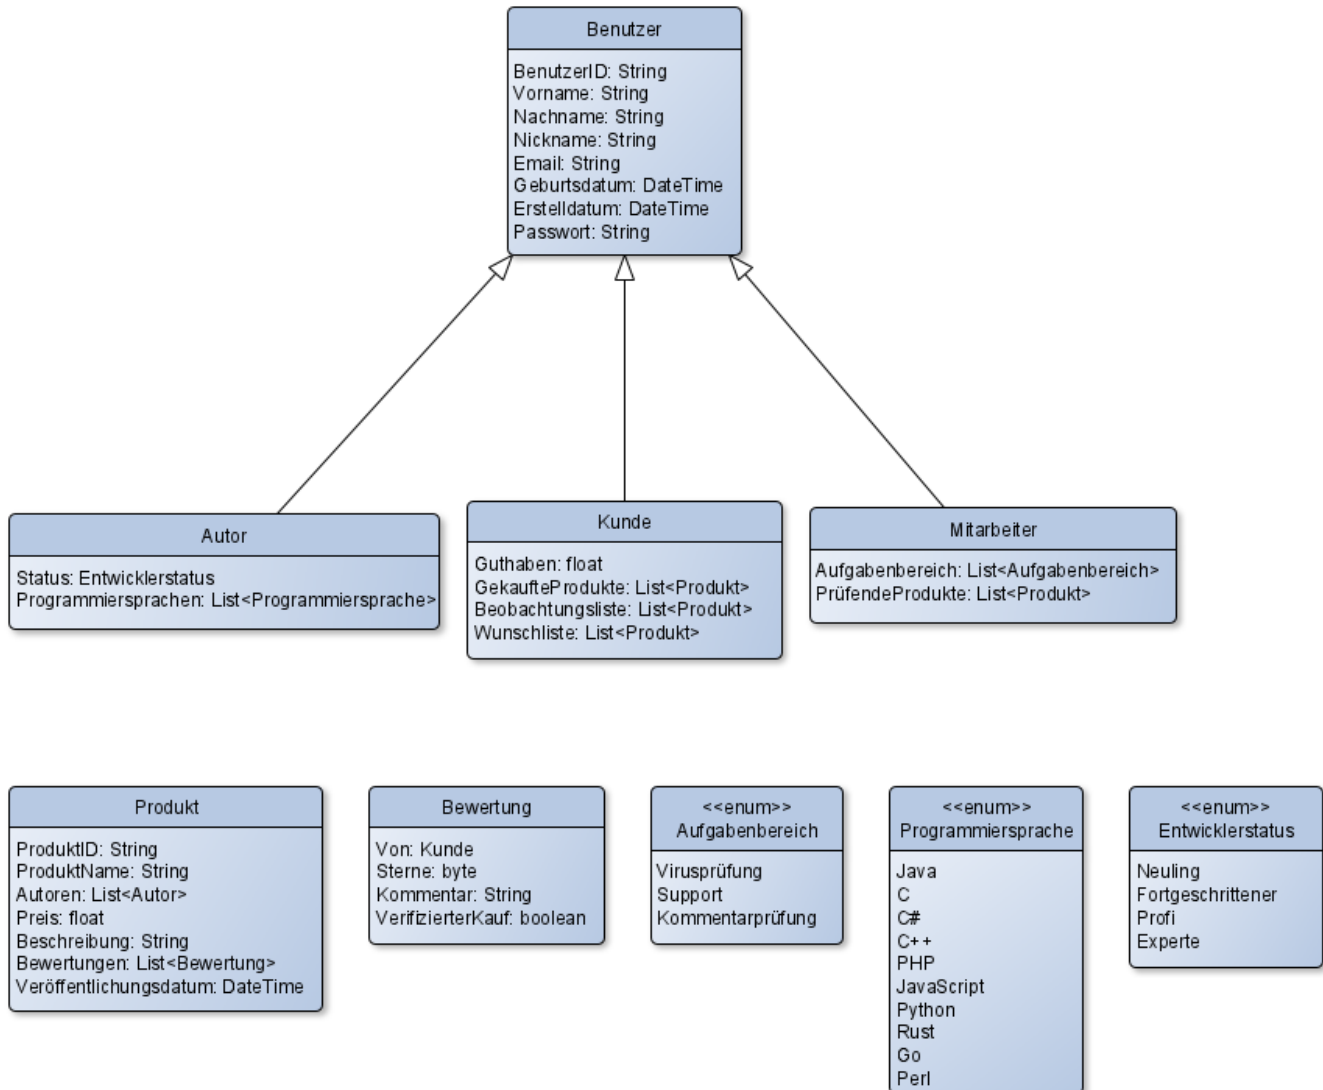 Benutzer
BenutzerID: String
Vorname: String
Nachname: String
Nickname: String
Email: String
Geburtsdatum: DateTime
Erstelldatum: DateTime
Passwort: String
Autor
Status: Entwicklerstatus
Programmiersprachen: List<Programmiersprache>
Kunde
Guthaben: float
GekaufteProdukte: List<Produkt>
Beobachtungsliste: List<Produkt>
Wunschliste: List<Produkt>
Mitarbeiter
Aufgabenbereich: List<Aufgabenbereich>
PrüfendeProdukte: List<Produkt>
Produkt
ProduktID: String
ProduktName: String
Autoren: List<Autor>
Preis: float
Beschreibung: String
Bewertungen: List<Bewertung>
Veröffentlichungsdatum: DateTime
Bewertung
Von: Kunde
Sterne: byte
Kommentar: String
VerifizierterKauf: boolean
<<enum>>
Aufgabenbereich
Virusprüfung
Support
Kommentarprüfung
<<enum>>
Programmiersprache
Java
C
C#
C++
PHP
JavaScript
Python
Rust
Go
Perl
<<enum>>
Entwicklerstatus
Neuling
Fortgeschrittener
Profi
Experte